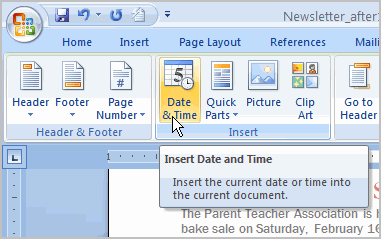 Newsletter_after
Home Insert Page Layout References Mailings
Header Footer Page Number Date & Time Quick Parts Picture Clip Art Go to Header
Header & Footer Insert
L 1
Insert Date and Time
Insert the current date or time into
the current document.
The Parent Teacher Association is
bake sale on Saturday, February 16